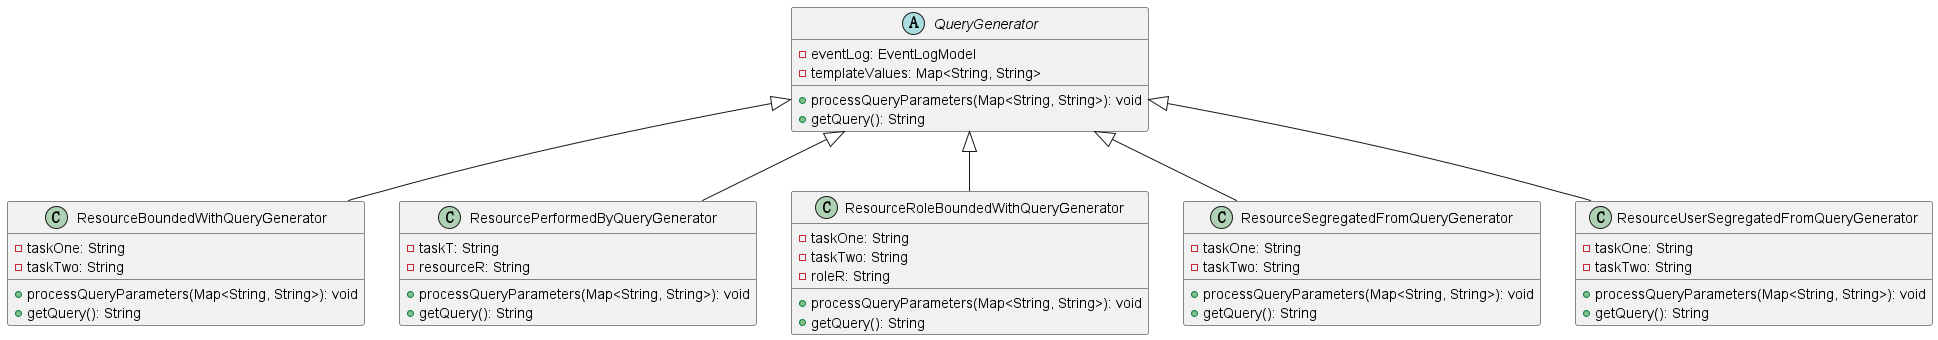 A QueryGenerator
eventLog: EventLogModel
templateValues: Map<String, String>
processQueryParameters(Map<String, String>): void
getQuery(): String
C ResourceBoundedWithQueryGenerator
taskOne: String
taskTwo: String
processQueryParameters(Map<String, String>): void
getQuery(): String
C ResourcePerformedByQueryGenerator
taskT: String
resourceR: String
processQueryParameters(Map<String, String>): void
getQuery(): String
C ResourceRoleBoundedWithQueryGenerator
taskOne: String
taskTwo: String
roleR: String
processQueryParameters(Map<String, String>): void
getQuery(): String
C ResourceSegregatedFromQueryGenerator
taskOne: String
taskTwo: String
processQueryParameters(Map<String, String>): void
getQuery(): String
C ResourceUserSegregatedFromQueryGenerator
taskOne: String
taskTwo: String
processQueryParameters(Map<String, String>): void
getQuery(): String